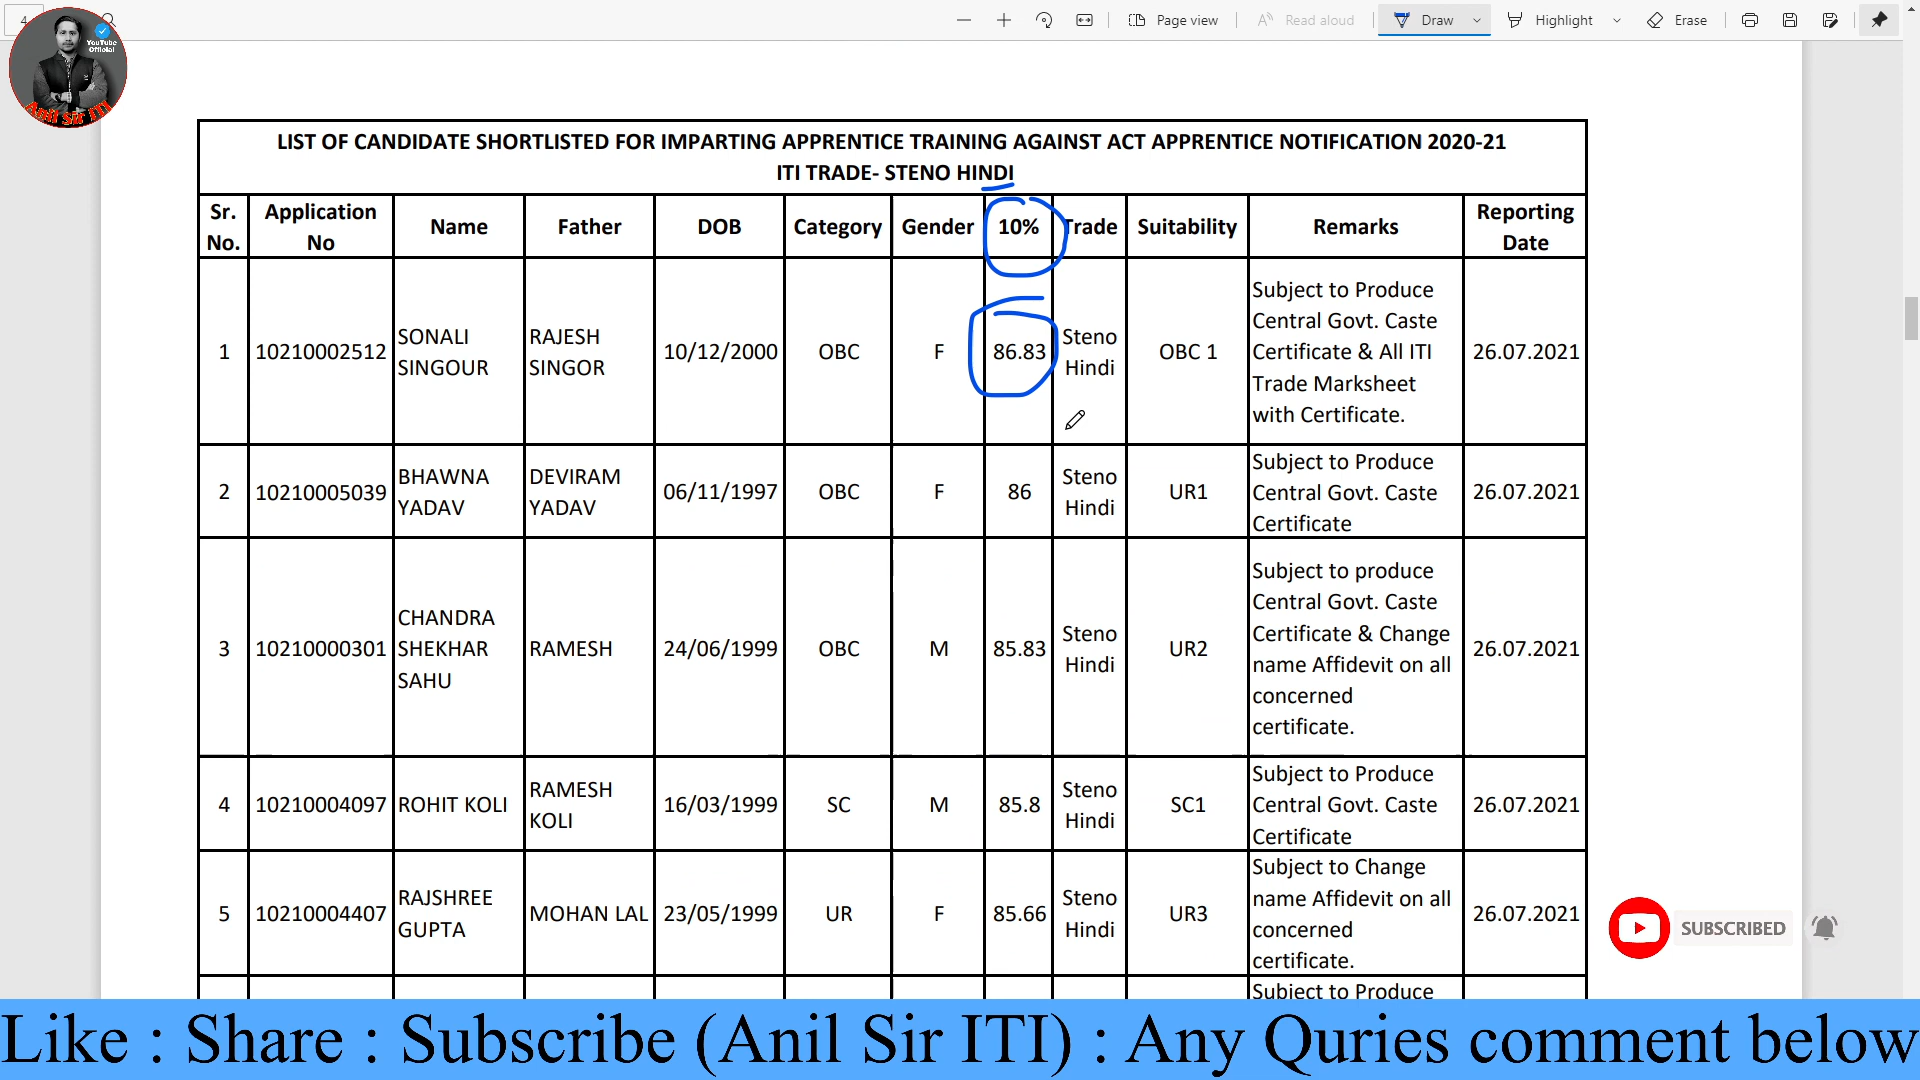 4
Page view
Read aloud
Draw
Highlight
Erase
YouTube
Official
Anil Sir ITI
LIST OF CANDIDATE SHORTLISTED FOR IMPARTING APPRENTICE TRAINING AGAINST ACT APPRENTICE NOTIFICATION 2020-21
ITI TRADE- STENO HINDI
Sr. No. Application No Name Father DOB Category Gender 10% Trade Suitability Remarks Reporting Date
1 10210002512 SONALI SINGOUR RAJESH SINGOR 10/12/2000 OBC F 86.83 Steno Hindi OBC 1 Subject to Produce Central Govt. Caste Certificate & All ITI Trade Marksheet with Certificate. 26.07.2021
2 10210005039 BHAWNA YADAV DEVIRAM YADAV 06/11/1997 OBC F 86 Steno Hindi UR1 Subject to Produce Central Govt. Caste Certificate 26.07.2021
3 10210000301 CHANDRA SHEKHAR SAHU RAMESH 24/06/1999 OBC M 85.83 Steno Hindi UR2 Subject to produce Central Govt. Caste Certificate & Change name Affidevit on all concerned certificate. 26.07.2021
4 10210004097 ROHIT KOLI RAMESH KOLI 16/03/1999 SC M 85.8 Steno Hindi SC1 Subject to Produce Central Govt. Caste Certificate 26.07.2021
5 10210004407 RAJSHREE GUPTA MOHAN LAL 23/05/1999 UR F 85.66 Steno Hindi UR3 Subject to Change name Affidevit on all concerned certificate. 26.07.2021
Subject to Produce
SUBSCRIBED
Like : Share : Subscribe (Anil Sir ITI) : Any Quries comment below